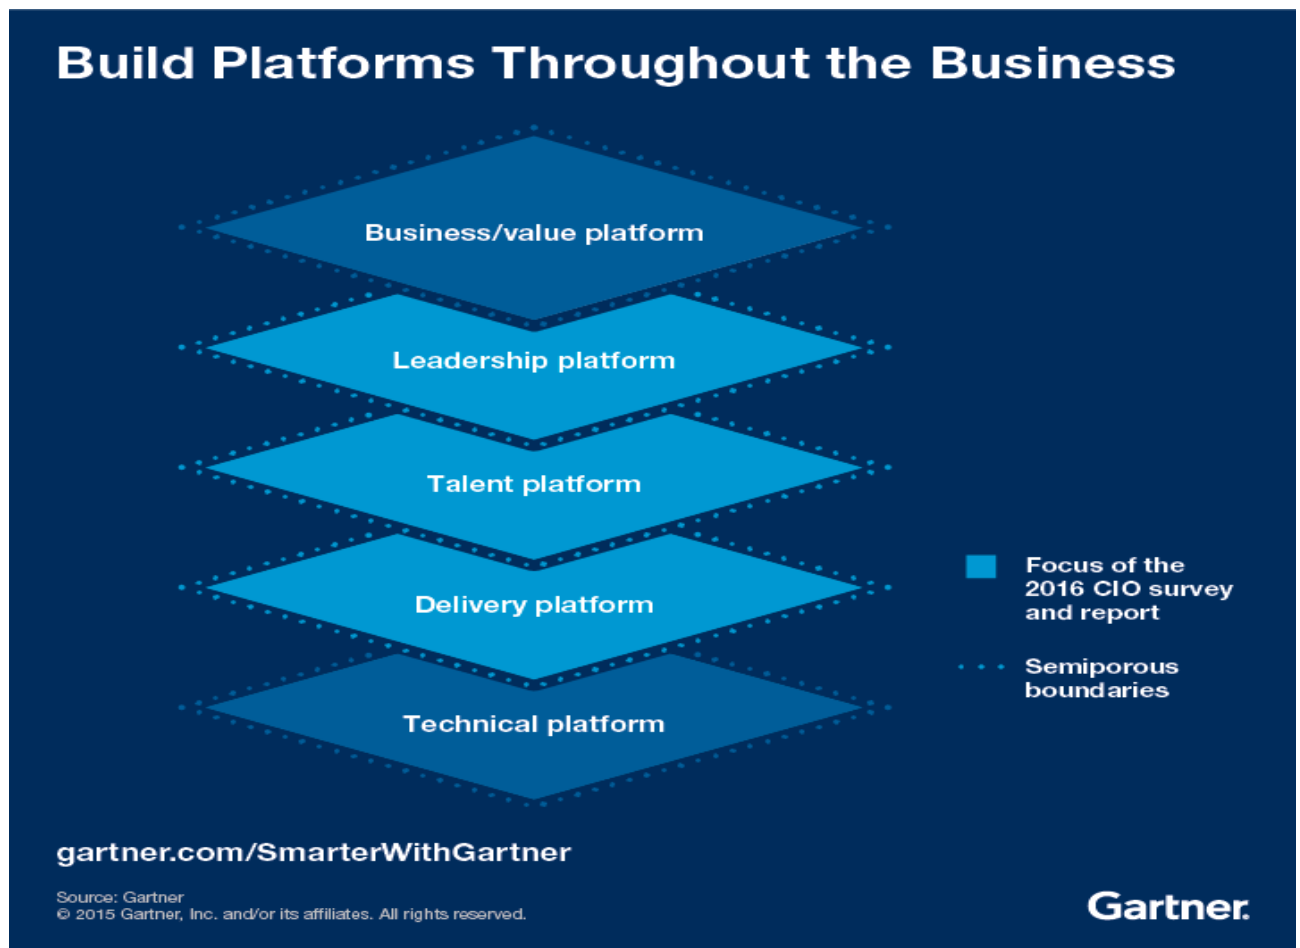 Build Platforms Throughout the Business
Business/value platform
Leadership platform
Talent platform
Delivery platform
Technical platform
Focus of the
2016 CIO survey
and report
Semiporous
boundaries
gartner.com/SmarterWithGartner
Source: Gartner
© 2015 Gartner, Inc. and/or its affiliates. All rights reserved.
Gartner.